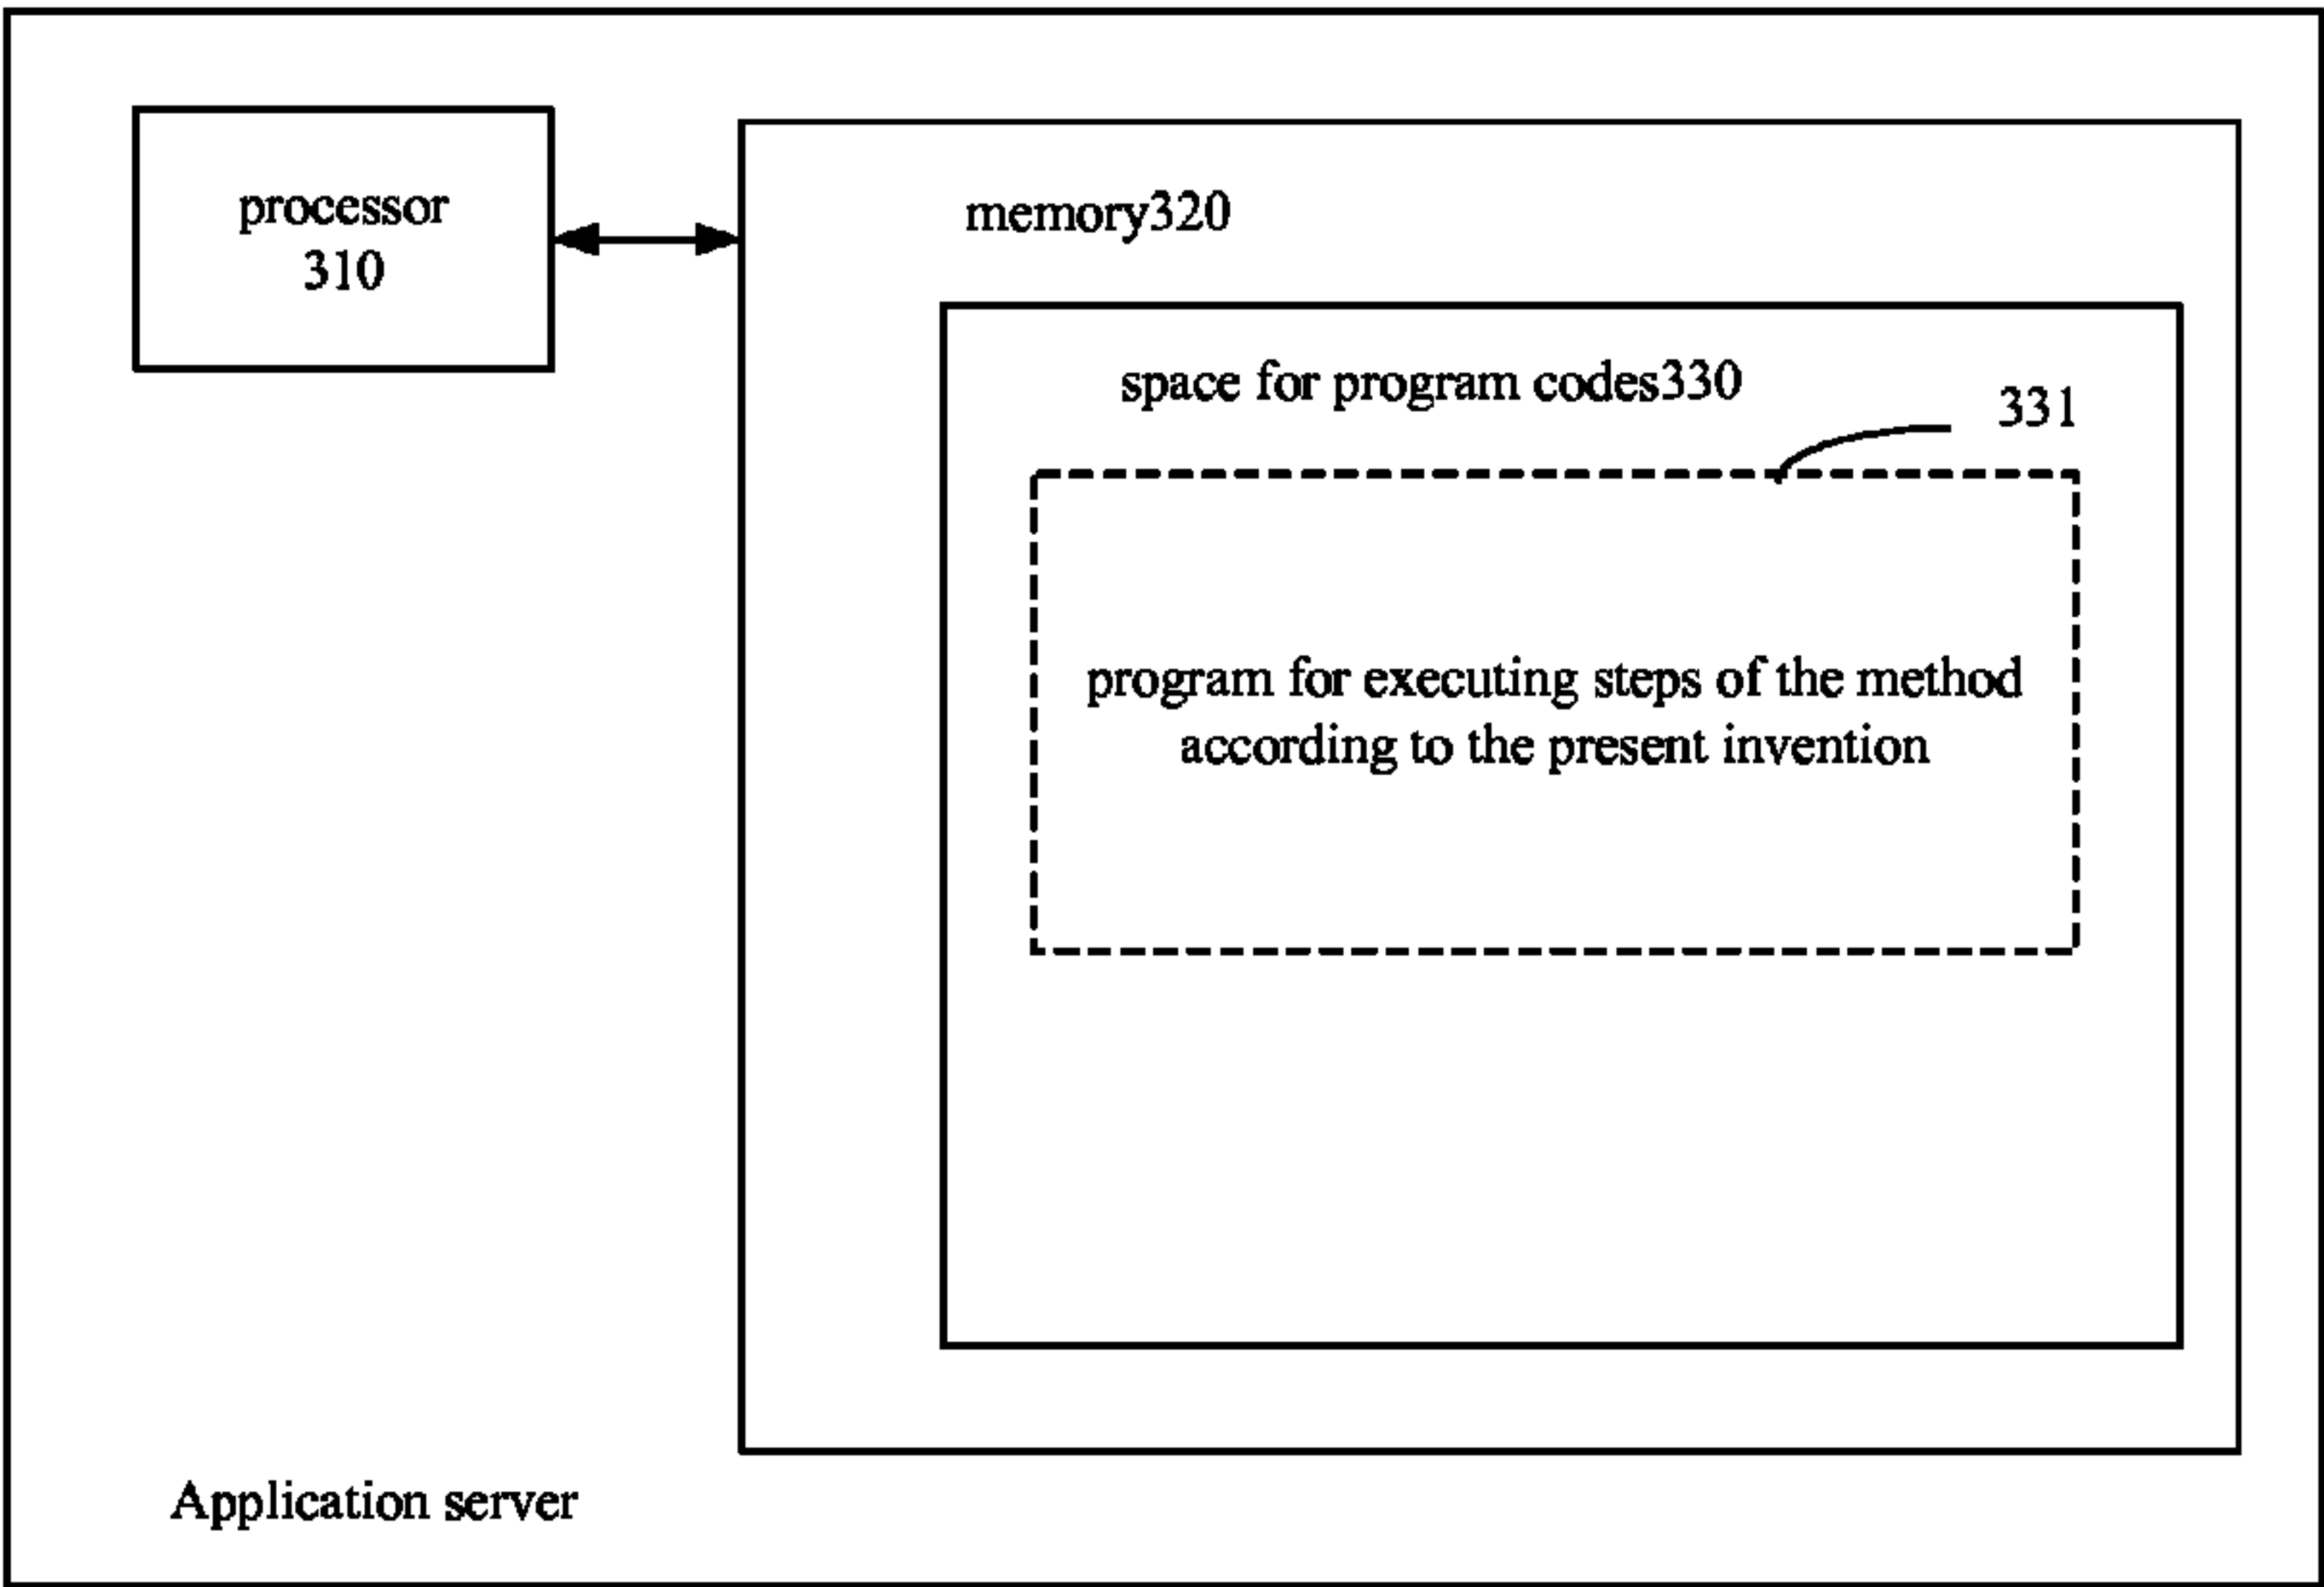 processor
310
memory320
space for program codes330
331
program for executing steps of the method
according to the present invention
Application server